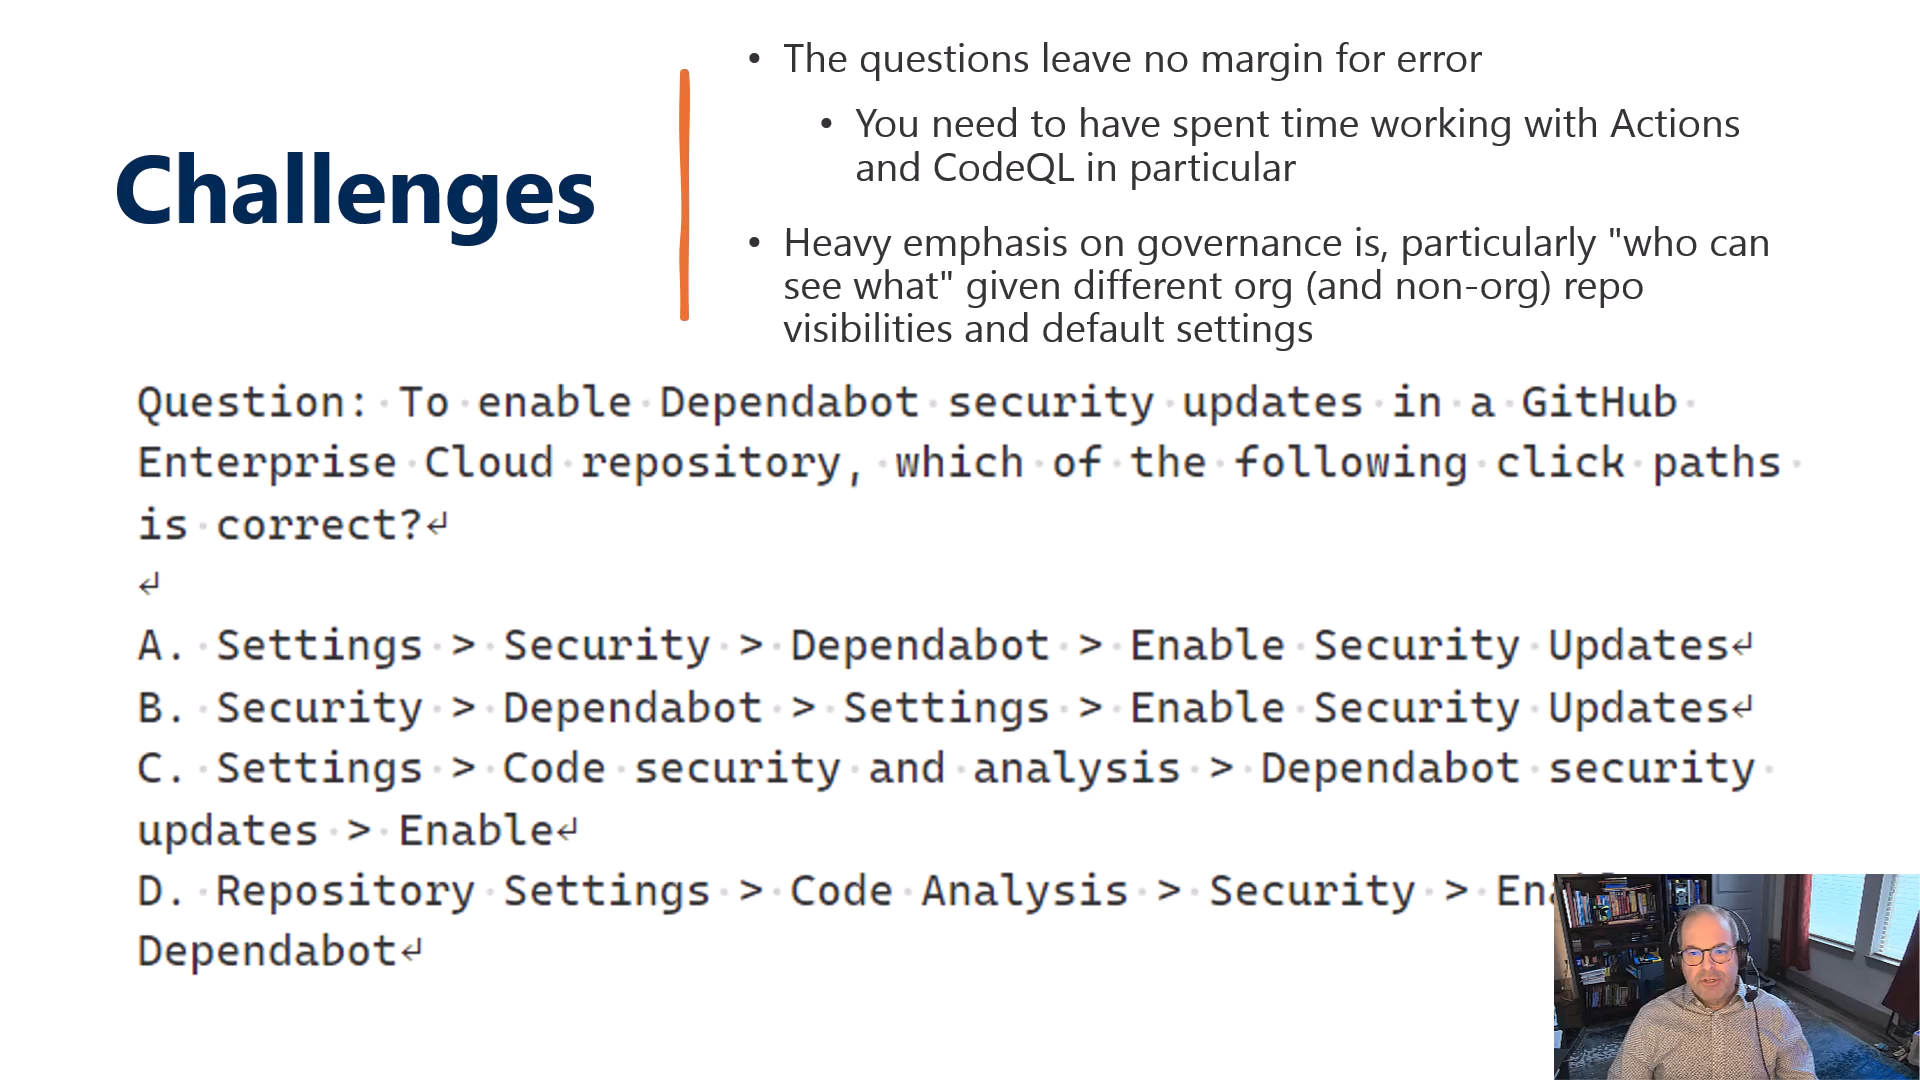 Challenges
• The questions leave no margin for error
• You need to have spent time working with Actions
and CodeQL in particular
• Heavy emphasis on governance is, particularly "who can
see what" given different org (and non-org) repo
visibilities and default settings
Question: To enable Dependabot security updates in a GitHub
Enterprise Cloud repository, which of the following click paths
is correct?↵
↵
A. Settings > Security > Dependabot > Enable Security Updates↵
B. Security > Dependabot > Settings > Enable Security Updates↵
C. Settings > Code security and analysis > Dependabot security
updates > Enable↵
D. Repository Settings > Code Analysis > Security >
Dependabot↵